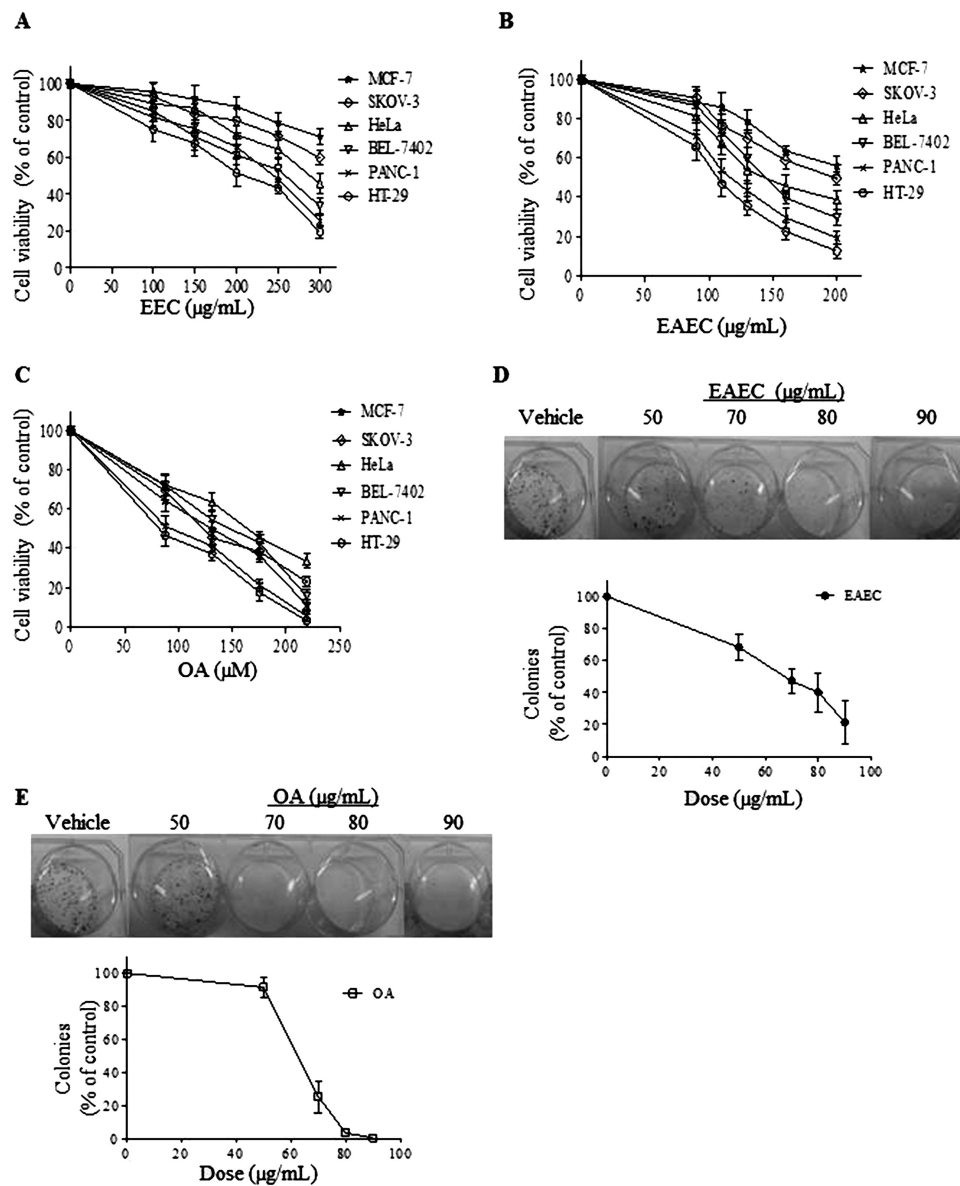 A
Cell viability (% of control)
100
80
60
40
20
0
0 50 100 150 200 250 300
EEC (µg/mL)
MCF-7
SKOV-3
HeLa
BEL-7402
PANC-1
HT-29
B
Cell viability (% of control)
100
80
60
40
20
0
0 50 100 150 200
EAEC (µg/mL)
MCF-7
SKOV-3
HeLa
BEL-7402
PANC-1
HT-29
C
Cell viability (% of control)
100
80
60
40
20
0
0 50 100 150 200 250
OA (µM)
MCF-7
SKOV-3
HeLa
BEL-7402
PANC-1
HT-29
D
EAEC (µg/mL)
Vehicle 50 70 80 90
Colonies
(% of control)
100
80
60
40
20
0
0 20 40 60 80 100
Dose (µg/mL)
EAEC
E
OA (µg/mL)
Vehicle 50 70 80 90
Colonies
(% of control)
100
80
60
40
20
0
0 20 40 60 80 100
Dose (µg/mL)
OA